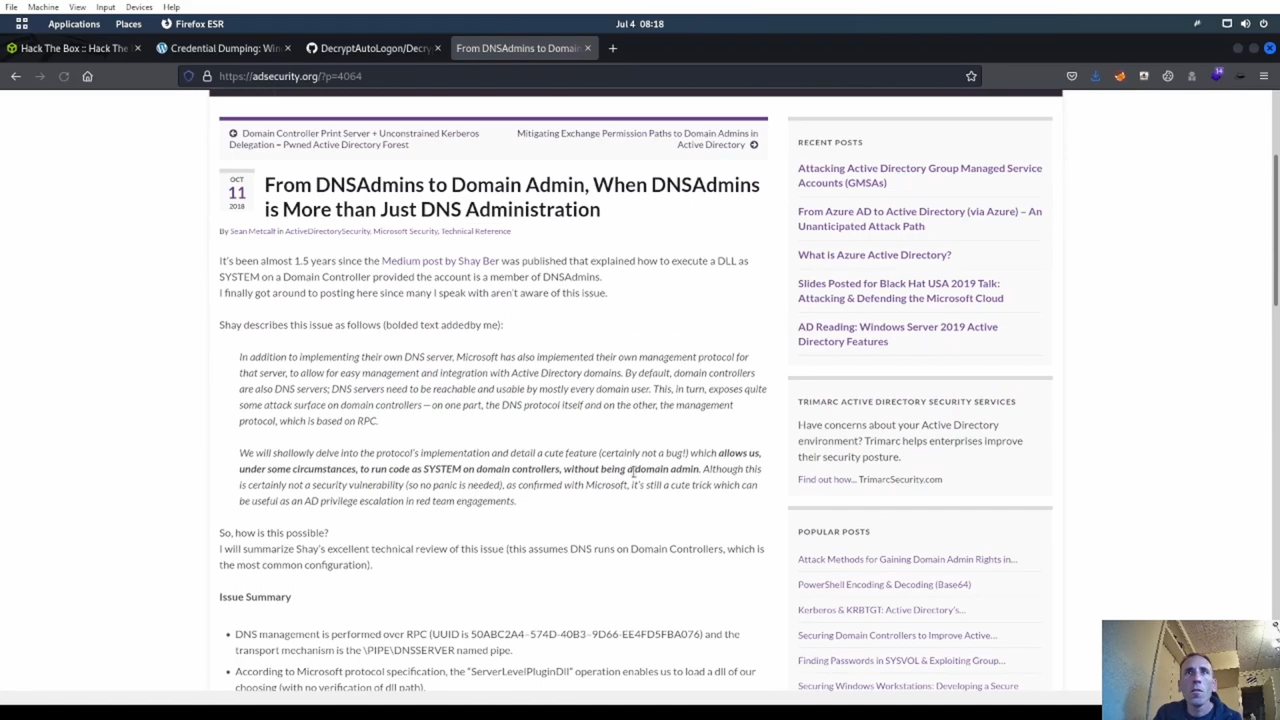 File Machine View Input Devices Help
Applications Places Firefox ESR Jul 4 08:18
Hack The Box :: Hack The Credential Dumping: Win DecryptAutoLogon/Decry From DNSAdmins to Domain
https://adsecurity.org/?p=4064
14
Domain Controller Print Server + Unconstrained Kerberos
Delegation = Pwned Active Directory Forest
Mitigating Exchange Permission Paths to Domain Admins in
Active Directory
OCT
11
2018
From DNSAdmins to Domain Admin, When DNSAdmins
is More than Just DNS Administration
By Sean Metcalf in ActiveDirectorySecurity, Microsoft Security, Technical Reference
It's been almost 1.5 years since the Medium post by Shay Ber was published that explained how to execute a DLL as
SYSTEM on a Domain Controller provided the account is a member of DNSAdmins.
I finally got around to posting here since many I speak with aren't aware of this issue.
Shay describes this issue as follows (bolded text addedby me):
In addition to implementing their own DNS server, Microsoft has also implemented their own management protocol for
that server, to allow for easy management and integration with Active Directory domains. By default, domain controllers
are also DNS servers; DNS servers need to be reachable and usable by mostly every domain user. This, in turn, exposes quite
some attack surface on domain controllers — on one part, the DNS protocol itself and on the other, the management
protocol, which is based on RPC.
We will shallowly delve into the protocol's implementation and detail a cute feature (certainly not a bug!) which allows us,
under some circumstances, to run code as SYSTEM on domain controllers, without being a domain admin. Although this
is certainly not a security vulnerability (so no panic is needed), as confirmed with Microsoft, it's still a cute trick which can
be useful as an AD privilege escalation in red team engagements.
So, how is this possible?
I will summarize Shay's excellent technical review of this issue (this assumes DNS runs on Domain Controllers, which is
the most common configuration).
Issue Summary
• DNS management is performed over RPC (UUID is 50ABC2A4-574D-40B3-9D66-EE4FD5FBA076) and the
transport mechanism is the \PIPE\DNSSERVER named pipe.
• According to Microsoft protocol specification, the "ServerLevelPluginDll" operation enables us to load a dll of our
choosing (with no verification of dll path).
RECENT POSTS
Attacking Active Directory Group Managed Service
Accounts (GMSAs)
From Azure AD to Active Directory (via Azure) – An
Unanticipated Attack Path
What is Azure Active Directory?
Slides Posted for Black Hat USA 2019 Talk:
Attacking & Defending the Microsoft Cloud
AD Reading: Windows Server 2019 Active
Directory Features
TRIMARC ACTIVE DIRECTORY SECURITY SERVICES
Have concerns about your Active Directory
environment? Trimarc helps enterprises improve
their security posture.
Find out how... TrimarcSecurity.com
POPULAR POSTS
Attack Methods for Gaining Domain Admin Rights in...
PowerShell Encoding & Decoding (Base64)
Kerberos & KRBTGT: Active Directory's...
Securing Domain Controllers to Improve Active...
Finding Passwords in SYSVOL & Exploiting Group...
Securing Windows Workstations: Developing a Secure